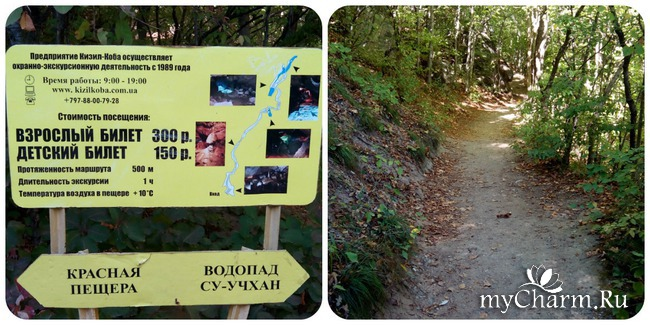 Предприятие Кизил-Коба осуществляет
охранно-экскурсионную деятельность с 1989 года
Время работы: 9:00 - 19:00
www. kizilkoba.com
+797-88-00-79-28
Стоимость посещения:
ВЗРОСЛЫЙ БИЛЕТ 300 р.
ДЕТСКИЙ БИЛЕТ 150 р.
Протяженность маршрута 500 м
Длительность экскурсии 1 ч
Температура воздуха в пещере + 10°C
Вход
КРАСНАЯ
ПЕЩЕРА
ВОДОПАД
СУ-УЧХАН
myCharm.Ru